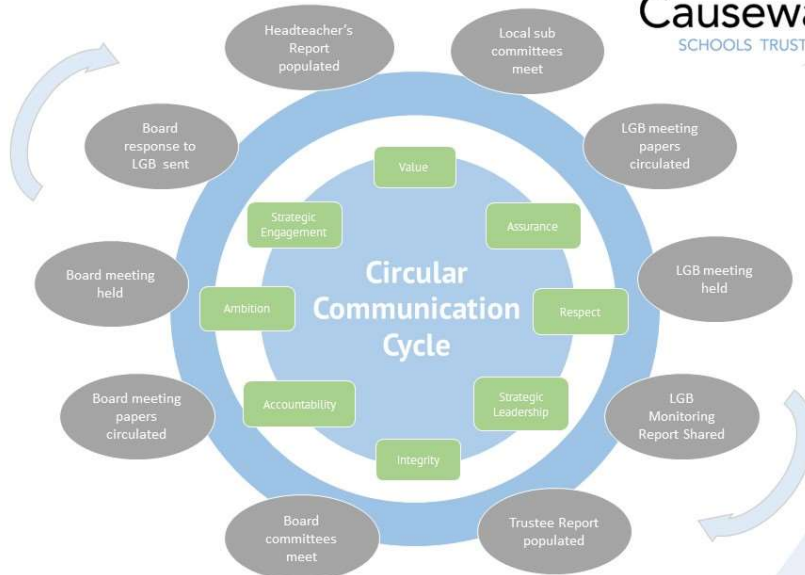 SCHOOLS TRUST
Headteacher's
Report
populated
Local sub
committees
meet
LGB meeting
papers
circulated
LGB meeting
held
LGB
Monitoring
Report Shared
Trustee Report
populated
Board
committees
meet
Board meeting
papers
circulated
Board meeting
held
Board
response to
LGB sent
Value
Assurance
Respect
Strategic
Leadership
Integrity
Accountability
Ambition
Strategic
Engagement
Circular
Communication
Cycle